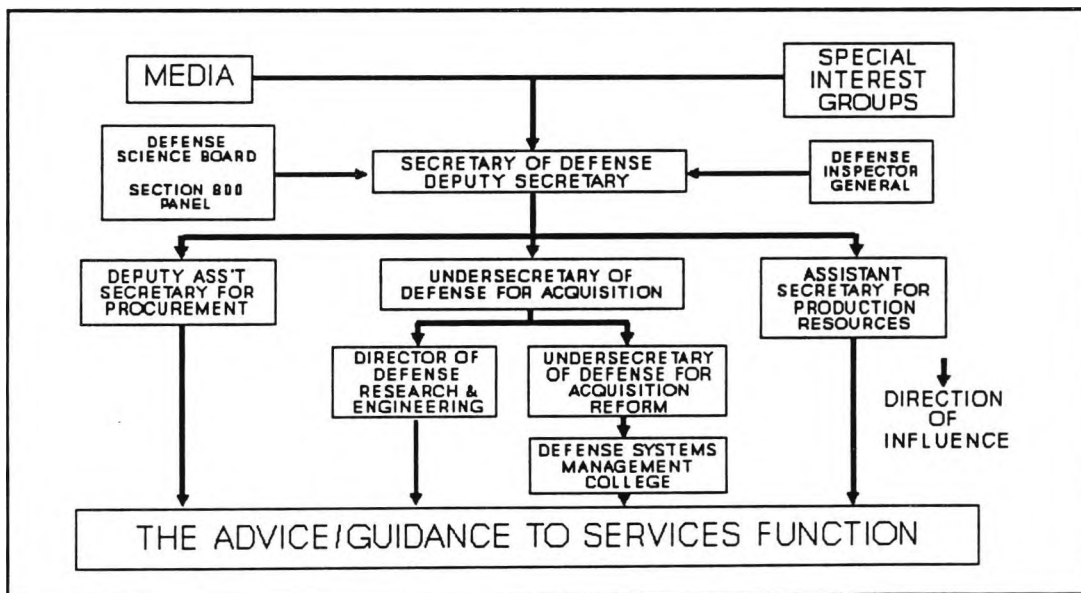 MEDIA
SPECIAL
INTEREST
GROUPS
DEFENSE
SCIENCE BOARD
SECTION 800
PANEL
SECRETARY OF DEFENSE
DEPUTY SECRETARY
DEFENSE
INSPECTOR
GENERAL
DEPUTY ASS'T
SECRETARY FOR
PROCUREMENT
UNDERSECRETARY OF
DEFENSE FOR ACQUISITION
ASSISTANT
SECRETARY FOR
PRODUCTION
RESOURCES
DIRECTOR OF
DEFENSE
RESEARCH &
ENGINEERING
UNDERSECRETARY
OF DEFENSE FOR
ACQUISITION
REFORM
DIRECTION
OF
INFLUENCE
DEFENSE SYSTEMS
MANAGEMENT
COLLEGE
THE ADVICE/GUIDANCE TO SERVICES FUNCTION